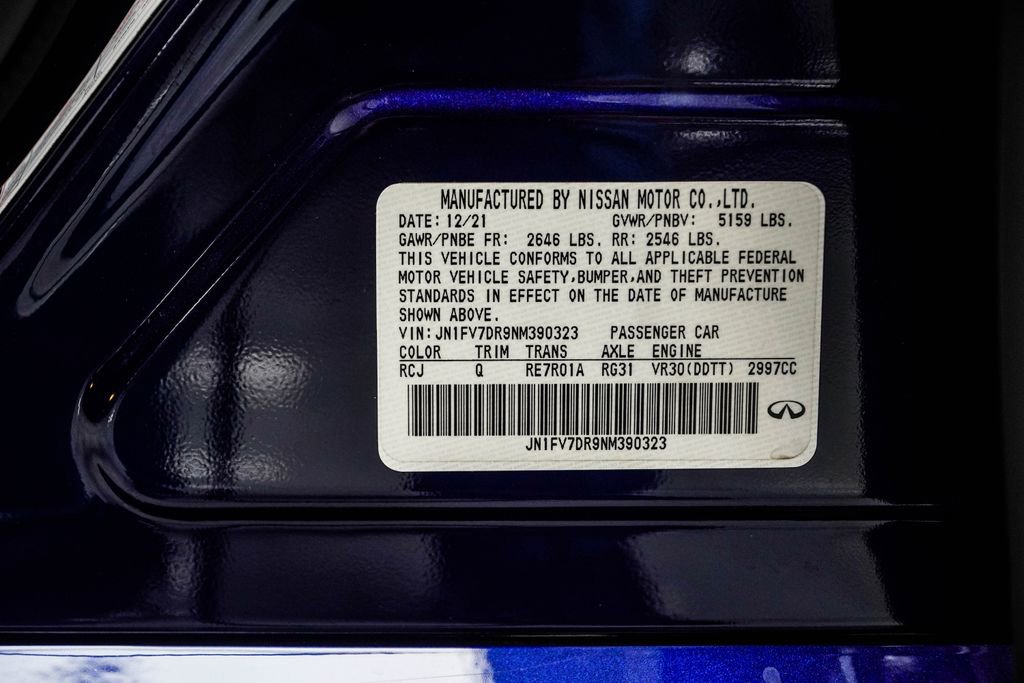 MANUFACTURED BY NISSAN MOTOR CO.,LTD.
DATE: 12/21 GVWR/PNBV: 5159 LBS.
GAWR/PNBE FR: 2646 LBS. RR: 2546 LBS.
THIS VEHICLE CONFORMS TO ALL APPLICABLE FEDERAL
MOTOR VEHICLE SAFETY,BUMPER,AND THEFT PREVENTION
STANDARDS IN EFFECT ON THE DATE OF MANUFACTURE
SHOWN ABOVE.
VIN: JN1FV7DR9NM390323 PASSENGER CAR
COLOR TRIM TRANS AXLE ENGINE
RCJ Q RE7R01A RG31 VR30(DDTT) 2997CC
JN1FV7DR9NM390323